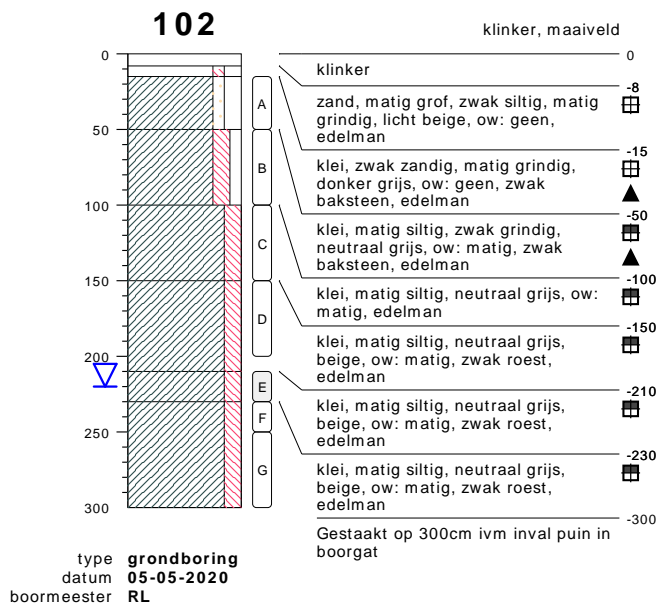 102
klinker, maaiveld
0
50
100
150
200
250
300
A
B
C
D
E
F
G
0
klinker
-8
zand, matig grof, zwak siltig, matig
grindig, licht beige, ow: geen,
edelman
-15
klei, zwak zandig, matig grindig,
donker grijs, ow: geen, zwak
baksteen, edelman
-50
klei, matig siltig, zwak grindig,
neutraal grijs, ow: matig, zwak
baksteen, edelman
-100
klei, matig siltig, neutraal grijs, ow:
matig, edelman
-150
klei, matig siltig, neutraal grijs,
beige, ow: matig, zwak roest,
edelman
-210
klei, matig siltig, neutraal grijs,
beige, ow: matig, zwak roest,
edelman
-230
klei, matig siltig, neutraal grijs,
beige, ow: matig, zwak roest,
edelman
-300
Gestaakt op 300cm ivm inval puin in
boorgat
type grondboring
datum 05-05-2020
boormeester RL